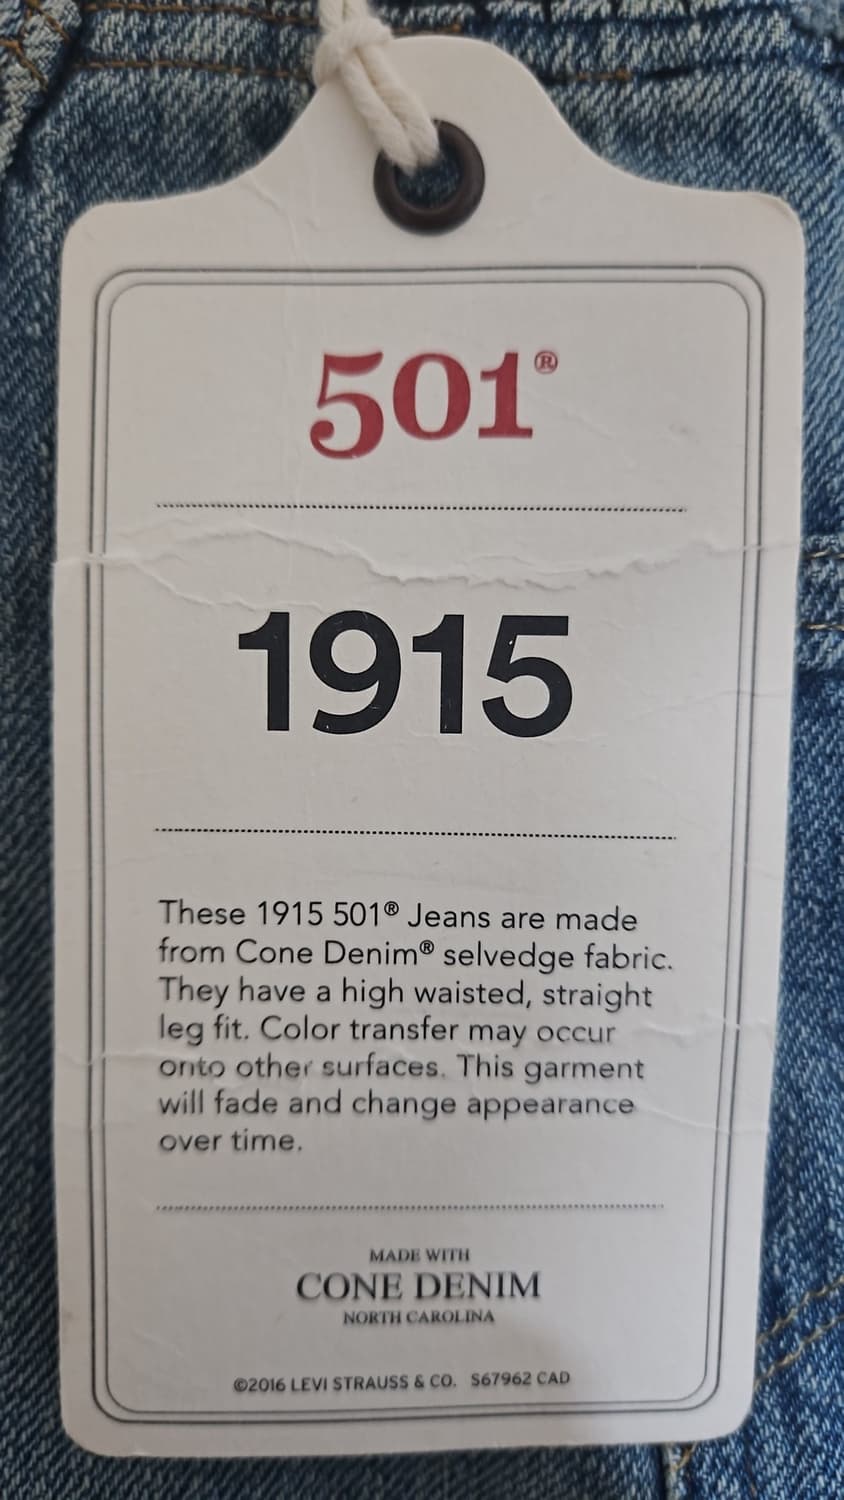 501®
1915
These 1915 501® Jeans are made
from Cone Denim® selvedge fabric.
They have a high waisted, straight
leg fit. Color transfer may occur
onto other surfaces. This garment
will fade and change appearance
over time.
MADE WITH
CONE DENIM
NORTH CAROLINA
©2016 LEVI STRAUSS & CO. S67962 CAD